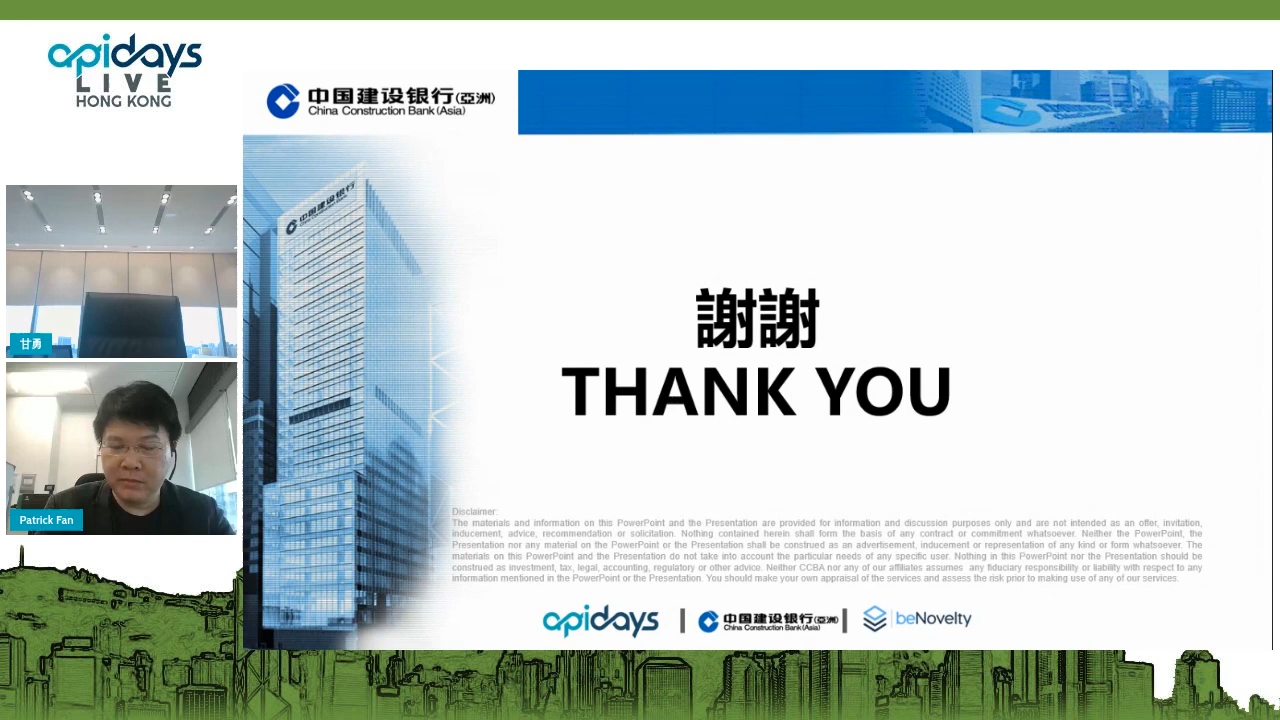 apidays
LIVE
HONG KONG
中国建设银行(亞洲)
China Construction Bank (Asia)
中国建设银行
甘勇
謝謝
THANK YOU
Patrick Fan
Disclaimer:
The materials and information on this PowerPoint and the Presentation are provided for information and discussion purposes only and are not intended as an offer, invitation,
inducement, advice, recommendation or solicitation. Nothing contained herein shall form the basis of any contract or commitment whatsoever. Neither the PowerPoint, the
Presentation nor any material on the PowerPoint or the Presentation shall be construed as an advertisement, inducement or representation of any kind or form whatsoever. The
materials on this PowerPoint and the Presentation do not take into account the particular needs of any specific user. Nothing in this PowerPoint nor the Presentation should be
construed as investment, tax, legal, accounting, regulatory or other advice. Neither CCBA nor any of our affiliates assumes any fiduciary responsibility or liability with respect to any
information mentioned in the PowerPoint or the Presentation. You should make your own appraisal of the services and assess the risk prior to making use of any of our services.
apidays | 中国建设银行(亞洲) | beNovelty
China Construction Bank (Asia)